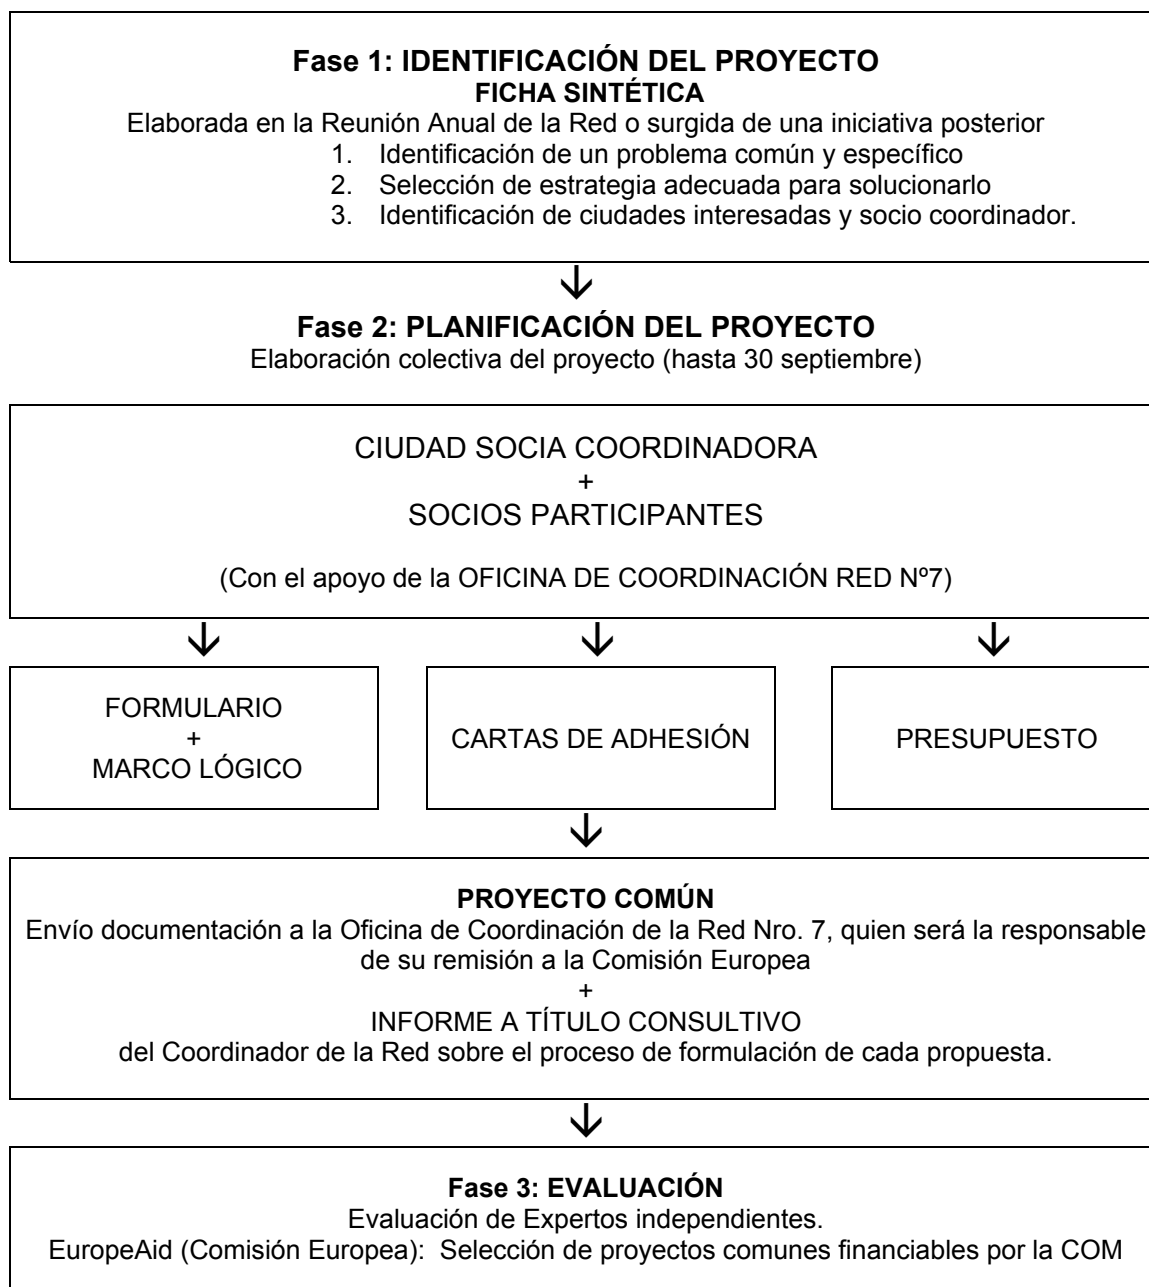 Fase 1: IDENTIFICACIÓN DEL PROYECTO
FICHA SINTÉTICA
Elaborada en la Reunión Anual de la Red o surgida de una iniciativa posterior
1. Identificación de un problema común y específico
2. Selección de estrategia adecuada para solucionarlo
3. Identificación de ciudades interesadas y socio coordinador.
Fase 2: PLANIFICACIÓN DEL PROYECTO
Elaboración colectiva del proyecto (hasta 30 septiembre)
CIUDAD SOCIA COORDINADORA
+
SOCIOS PARTICIPANTES
(Con el apoyo de la OFICINA DE COORDINACIÓN RED Nº7)
FORMULARIO
+
MARCO LÓGICO
CARTAS DE ADHESIÓN
PRESUPUESTO
PROYECTO COMÚN
Envío documentación a la Oficina de Coordinación de la Red Nro. 7, quien será la responsable
de su remisión a la Comisión Europea
+
INFORME A TÍTULO CONSULTIVO
del Coordinador de la Red sobre el proceso de formulación de cada propuesta.
Fase 3: EVALUACIÓN
Evaluación de Expertos independientes.
EuropeAid (Comisión Europea): Selección de proyectos comunes financiables por la COM